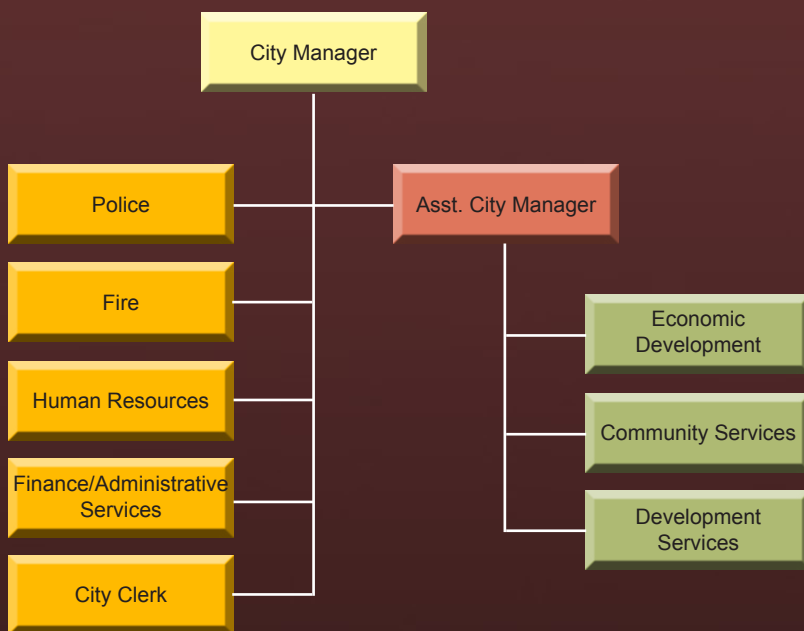 City Manager
Police
Asst. City Manager
Fire
Human Resources
Finance/Administrative
Services
City Clerk
Economic
Development
Community Services
Development
Services